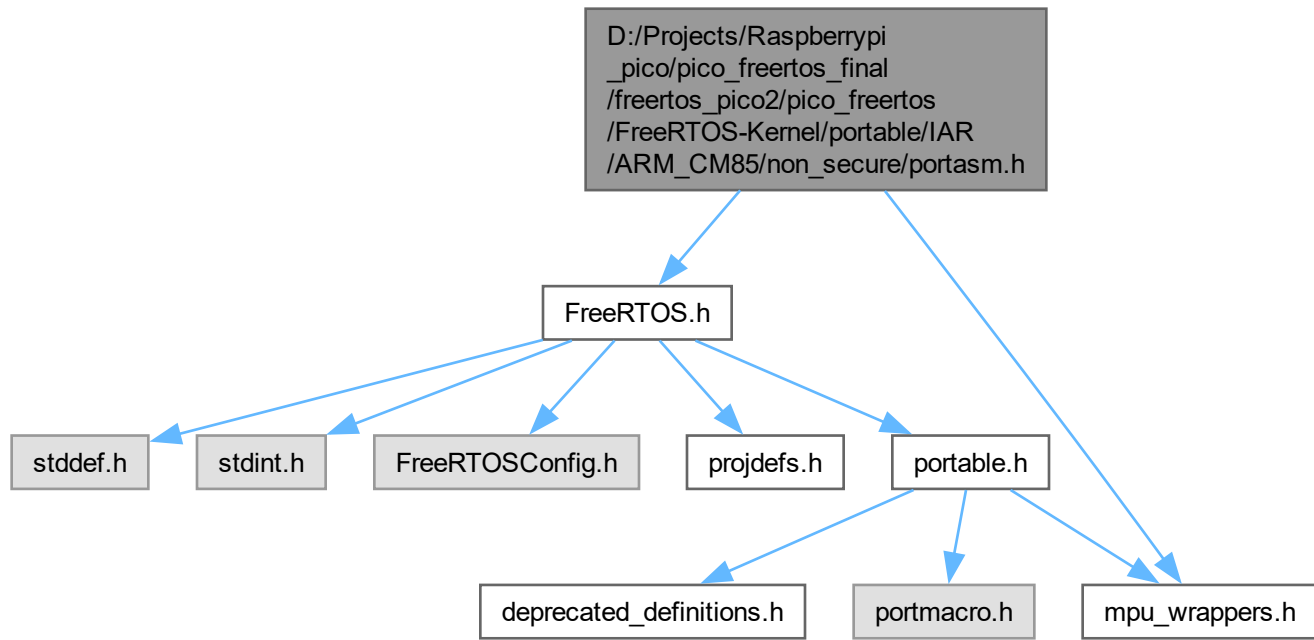 D:/Projects/Raspberrypi
_pico/pico_freertos_final
/freertos_pico2/pico_freertos
/FreeRTOS-Kernel/portable/IAR
/ARM_CM85/non_secure/portasm.h
FreeRTOS.h
stddef.h
stdint.h
FreeRTOSConfig.h
projdefs.h
portable.h
deprecated_definitions.h
portmacro.h
mpu_wrappers.h